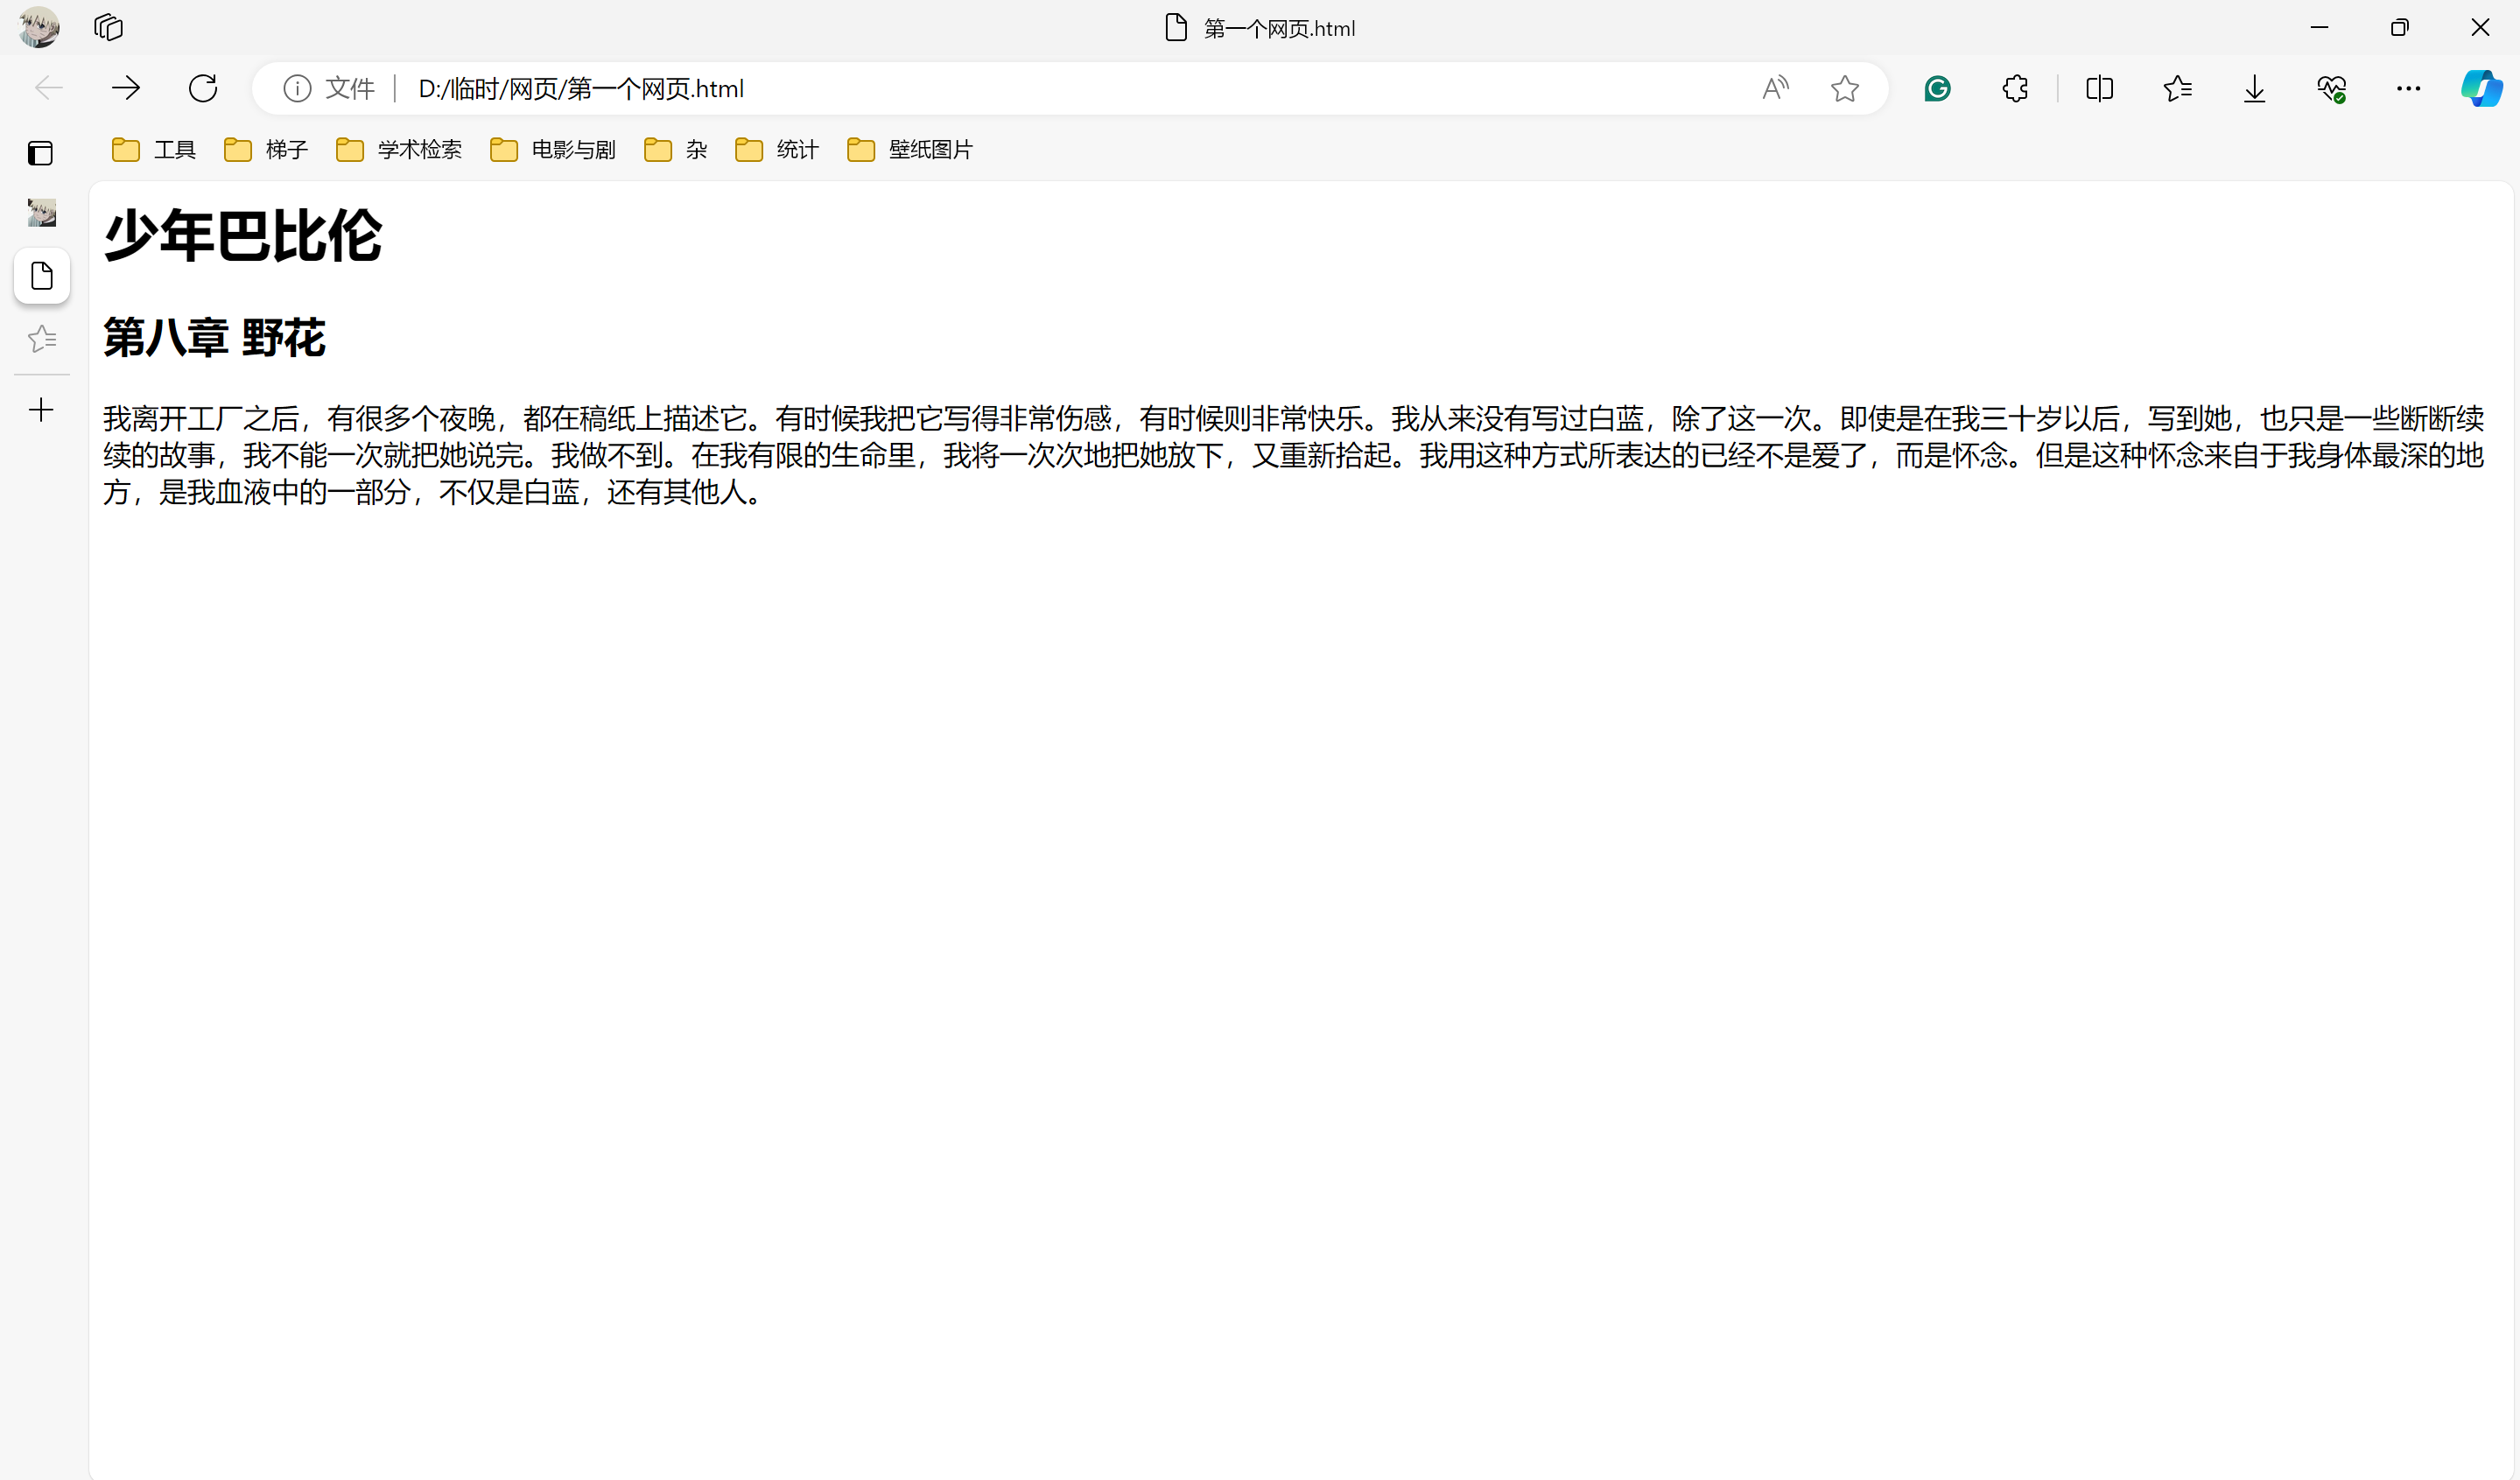 第一个网页.html
文件 D:/临时/网页/第一个网页.html
工具 梯子 学术检索 电影与剧 杂 统计 壁纸图片
少年巴比伦
第八章 野花
我离开工厂之后，有很多个夜晚，都在稿纸上描述它。有时候我把它写得非常伤感，有时候则非常快乐。我从来没有写过白蓝，除了这一次。即使是在我三十岁以后，写到她，也只是一些断断续
续的故事，我不能一次就把她说完。我做不到。在我有限的生命里，我将一次次地把她放下，又重新拾起。我用这种方式所表达的已经不是爱了，而是怀念。但是这种怀念来自于我身体最深的地
方，是我血液中的一部分，不仅是白蓝，还有其他人。